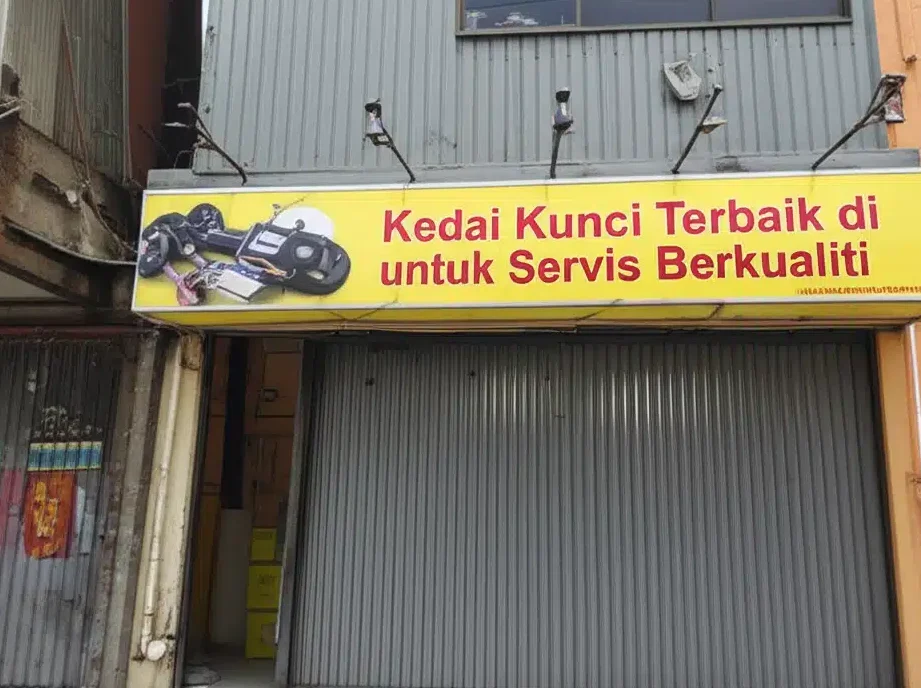 Kedai Kunci Terbaik di
untuk Servis Berkualiti